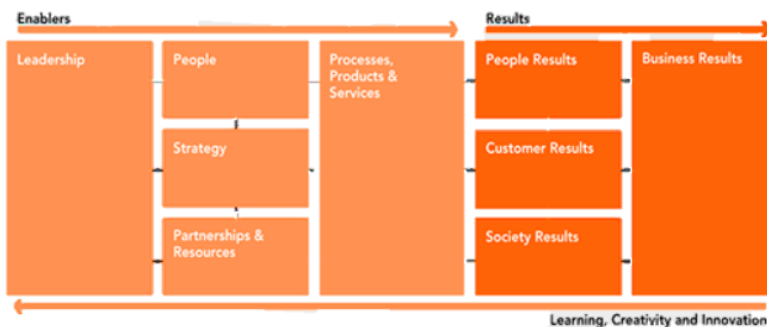 Enablers
Results
Leadership
People
Processes,
Products &
Services
People Results
Business Results
Strategy
Customer Results
Partnerships &
Resources
Society Results
Learning, Creativity and Innovation